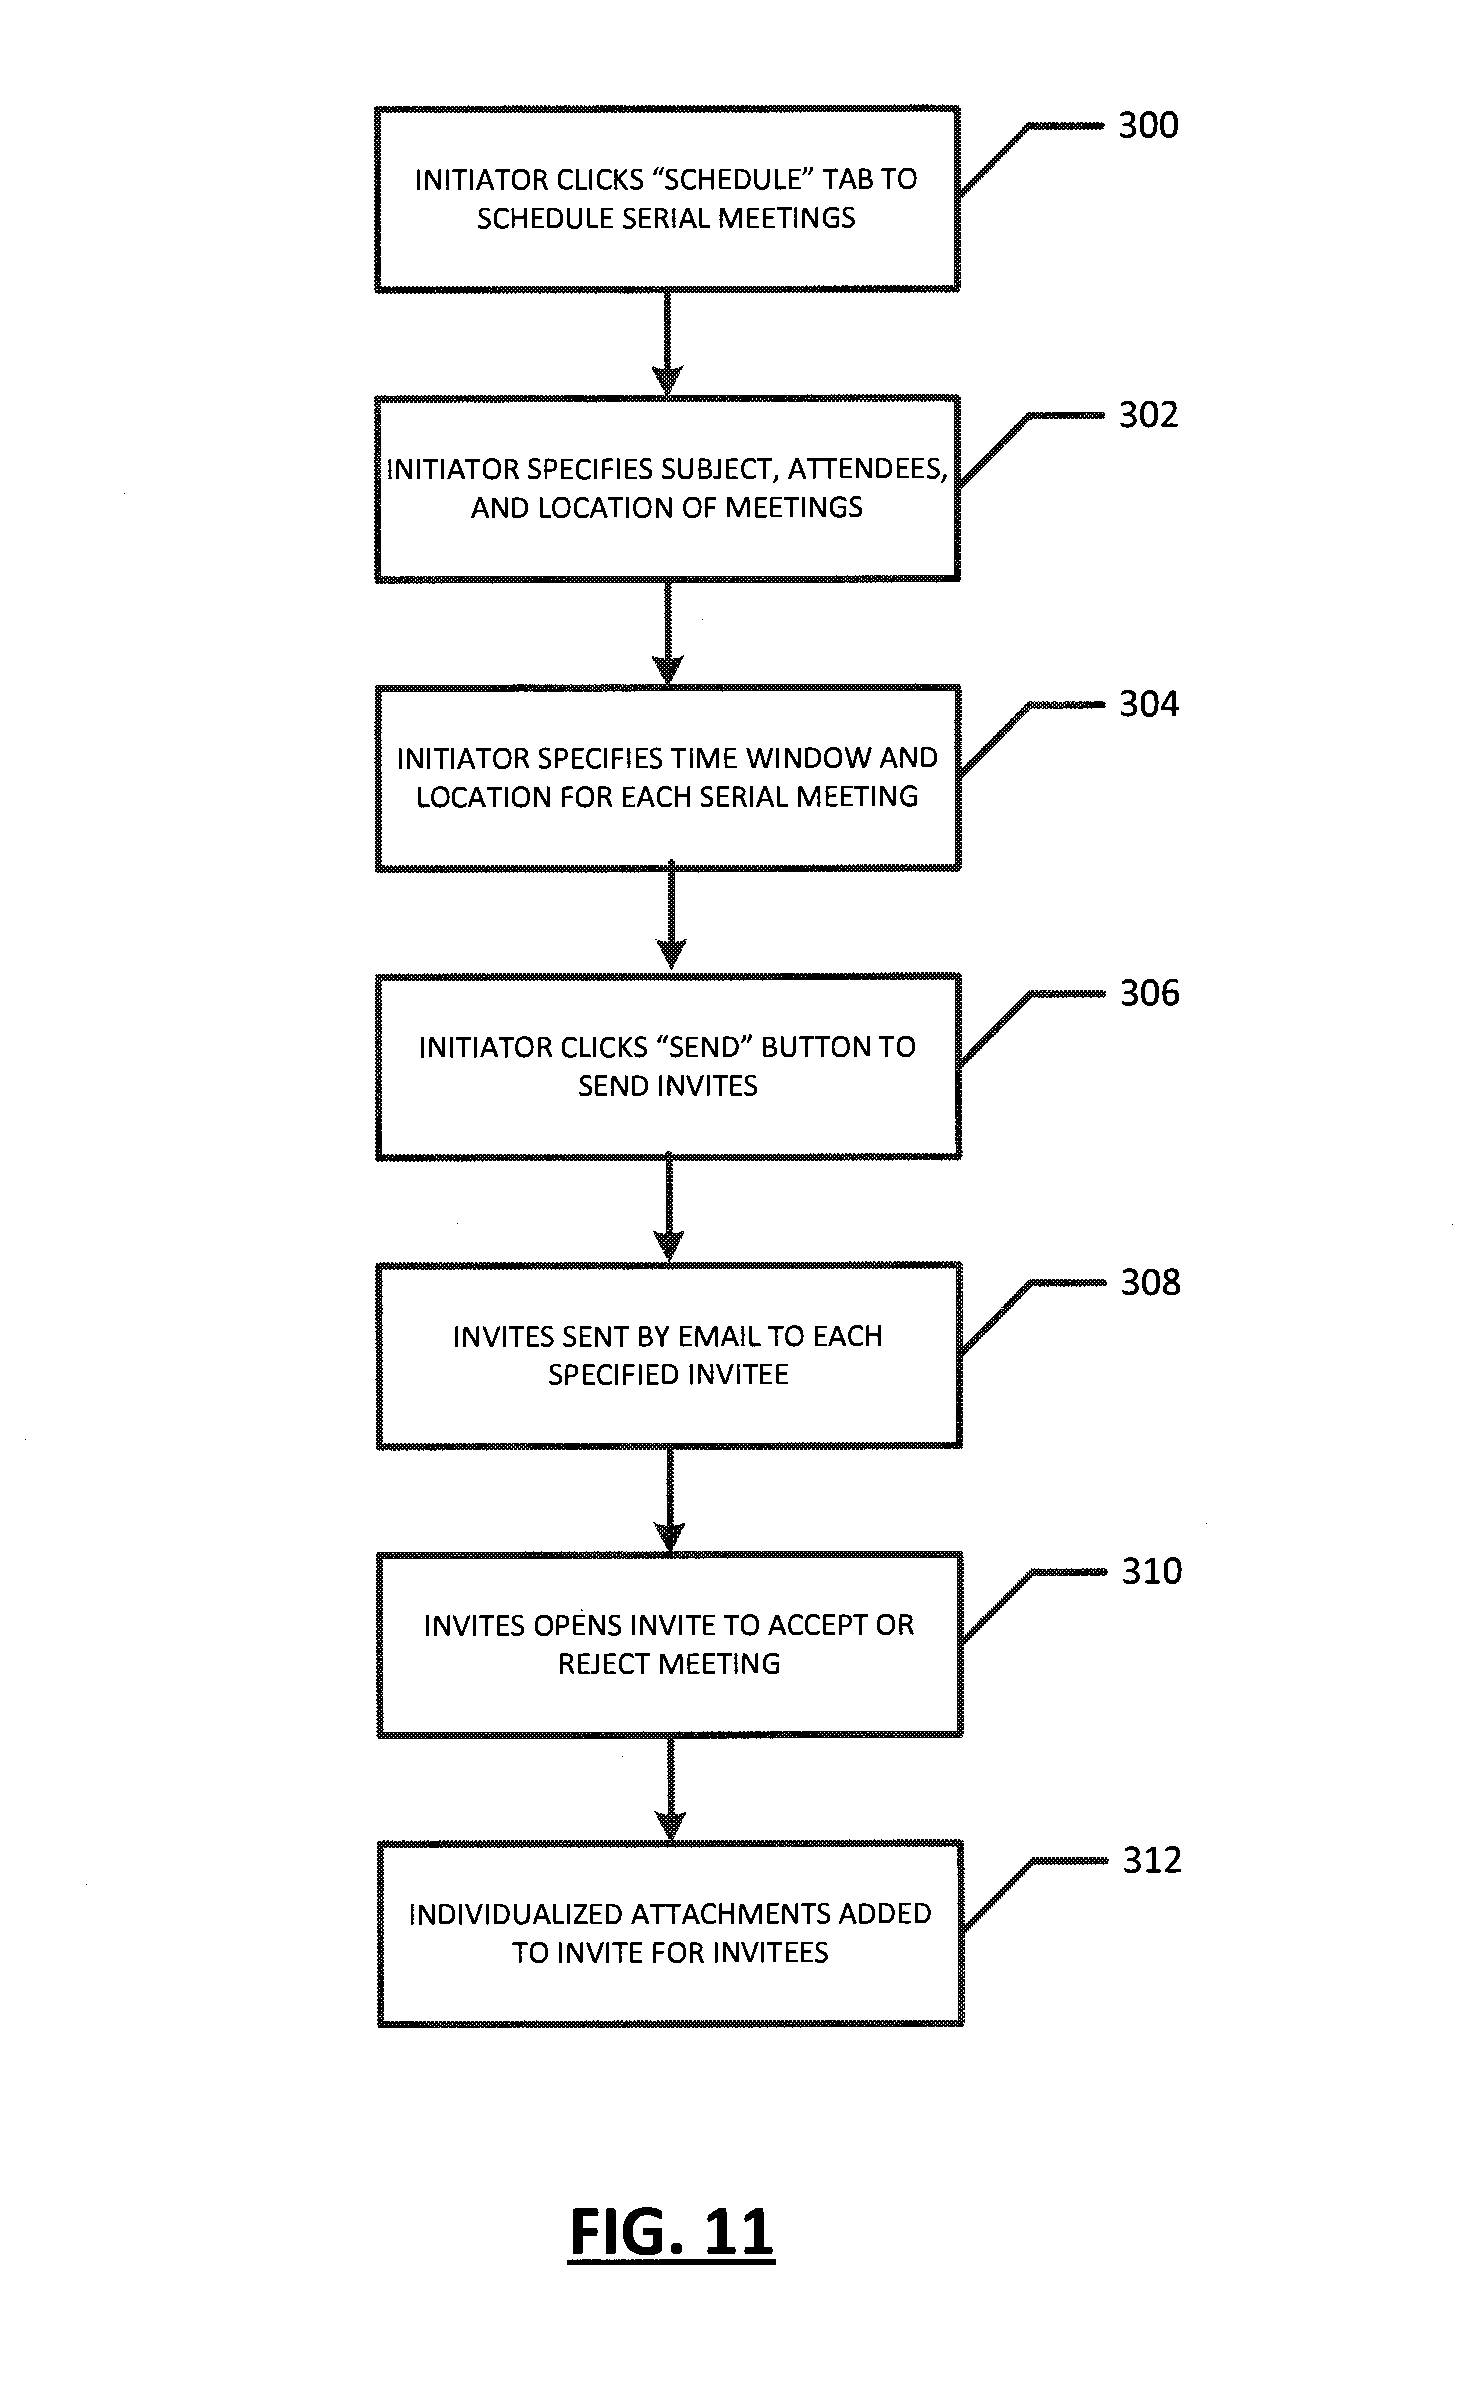 300
INITIATOR CLICKS “SCHEDULE” TAB TO
SCHEDULE SERIAL MEETINGS
302
INITIATOR SPECIFIES SUBJECT, ATTENDEES,
AND LOCATION OF MEETINGS
304
INITIATOR SPECIFIES TIME WINDOW AND
LOCATION FOR EACH SERIAL MEETING
306
INITIATOR CLICKS “SEND” BUTTON TO
SEND INVITES
308
INVITES SENT BY EMAIL TO EACH
SPECIFIED INVITEE
310
INVITES OPENS INVITE TO ACCEPT OR
REJECT MEETING
312
INDIVIDUALIZED ATTACHMENTS ADDED
TO INVITE FOR INVITEES
FIG. 11